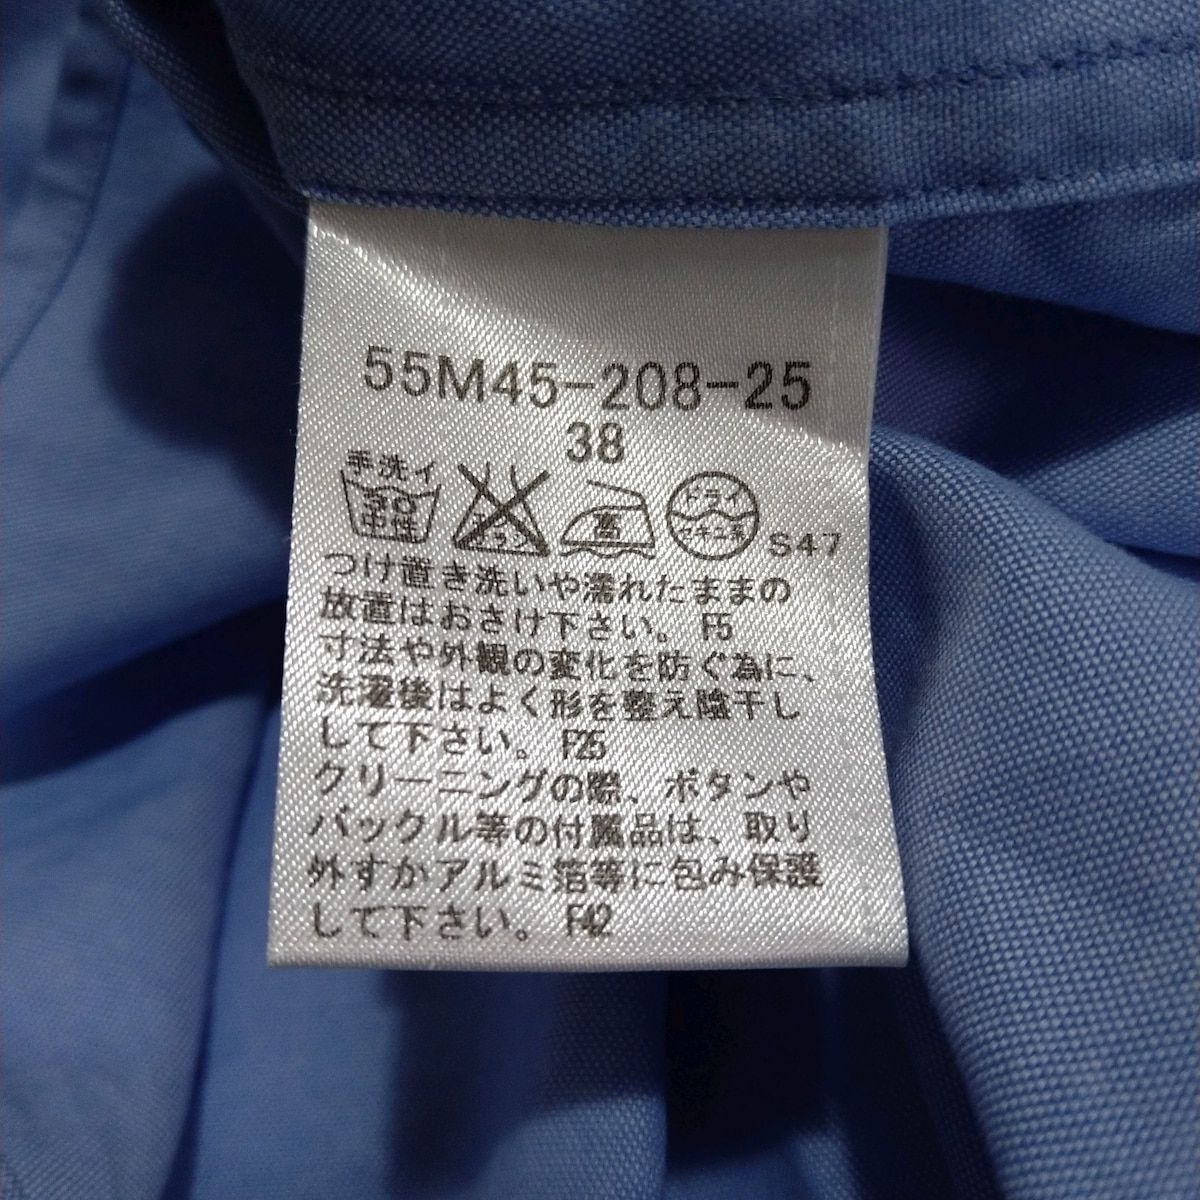 55M45-208-25
38
手洗イ
30
中性
エンソ
高
ドライ
セキユ系
S47
つけ置き洗いや濡れたままの
放置はおさけ下さい。 F5
寸法や外観の変化を防ぐ為に、
洗濯後はよく形を整え陰干し
して下さい。 F26
クリーニングの際、ボタンや
バックル等の付属品は、取り
外すかアルミ箔等に包み保護
して下さい。 F42